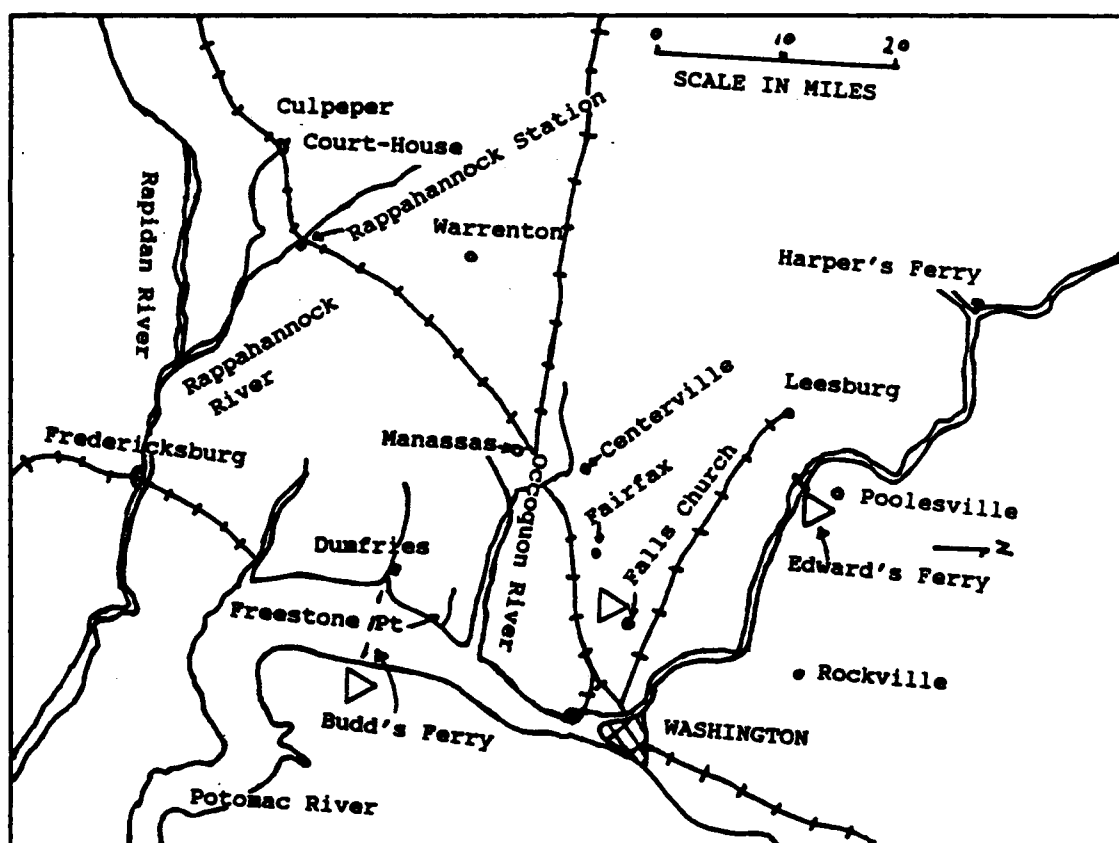 0 10 20
SCALE IN MILES
Culpeper
Court-House
Rappahannock Station
Warrenton
Rapidan River
Harper's Ferry
Rappahannock
River
Leesburg
Centerville
Manassas
Fredericksburg
Occoquon River
Fairfax
Falls Church
Poolesville
N
Dumfries
Edward's Ferry
Freestone Pt
Rockville
Budd's Ferry
WASHINGTON
Potomac River